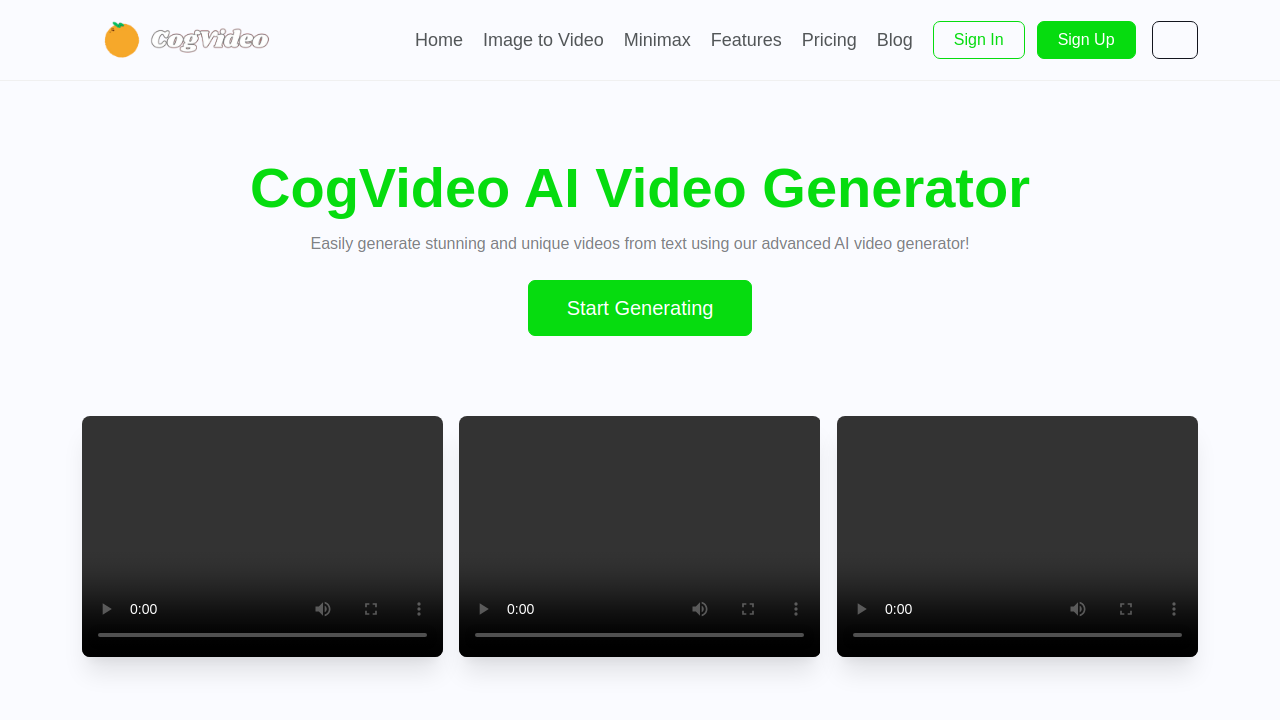 CogVideo
Home
Image to Video
Minimax
Features
Pricing
Blog
Sign In
Sign Up
CogVideo AI Video Generator
Easily generate stunning and unique videos from text using our advanced AI video generator!
Start Generating
0:00
0:00
0:00